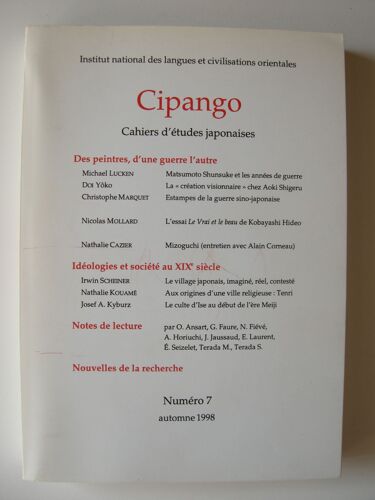 Institut national des langues et civilisations orientales
Cipango
Cahiers d'études japonaises
Des peintres, d'une guerre l'autre
Michael LUCKEN Matsumoto Shunsuke et les années de guerre
DOI Yôko La « création visionnaire » chez Aoki Shigeru
Christophe MARQUET Estampes de la guerre sino-japonaise
Nicolas MOLLARD L'essai Le Vrai et le beau de Kobayashi Hideo
Nathalie CAZIER Mizoguchi (entretien avec Alain Corneau)
Idéologies et société au XIXe siècle
Irwin SCHEINER Le village japonais, imaginé, réel, contesté
Nathalie KOUAMÉ Aux origines d'une ville religieuse : Tenri
Josef A. Kyburz Le culte d'Ise au début de l'ère Meiji
Notes de lecture par O. Ansart, G. Faure, N. Fiévé,
A. Horiuchi, J. Jaussaud, E. Laurent,
É. Seizelet, Terada M., Terada S.
Nouvelles de la recherche
Numéro 7
automne 1998